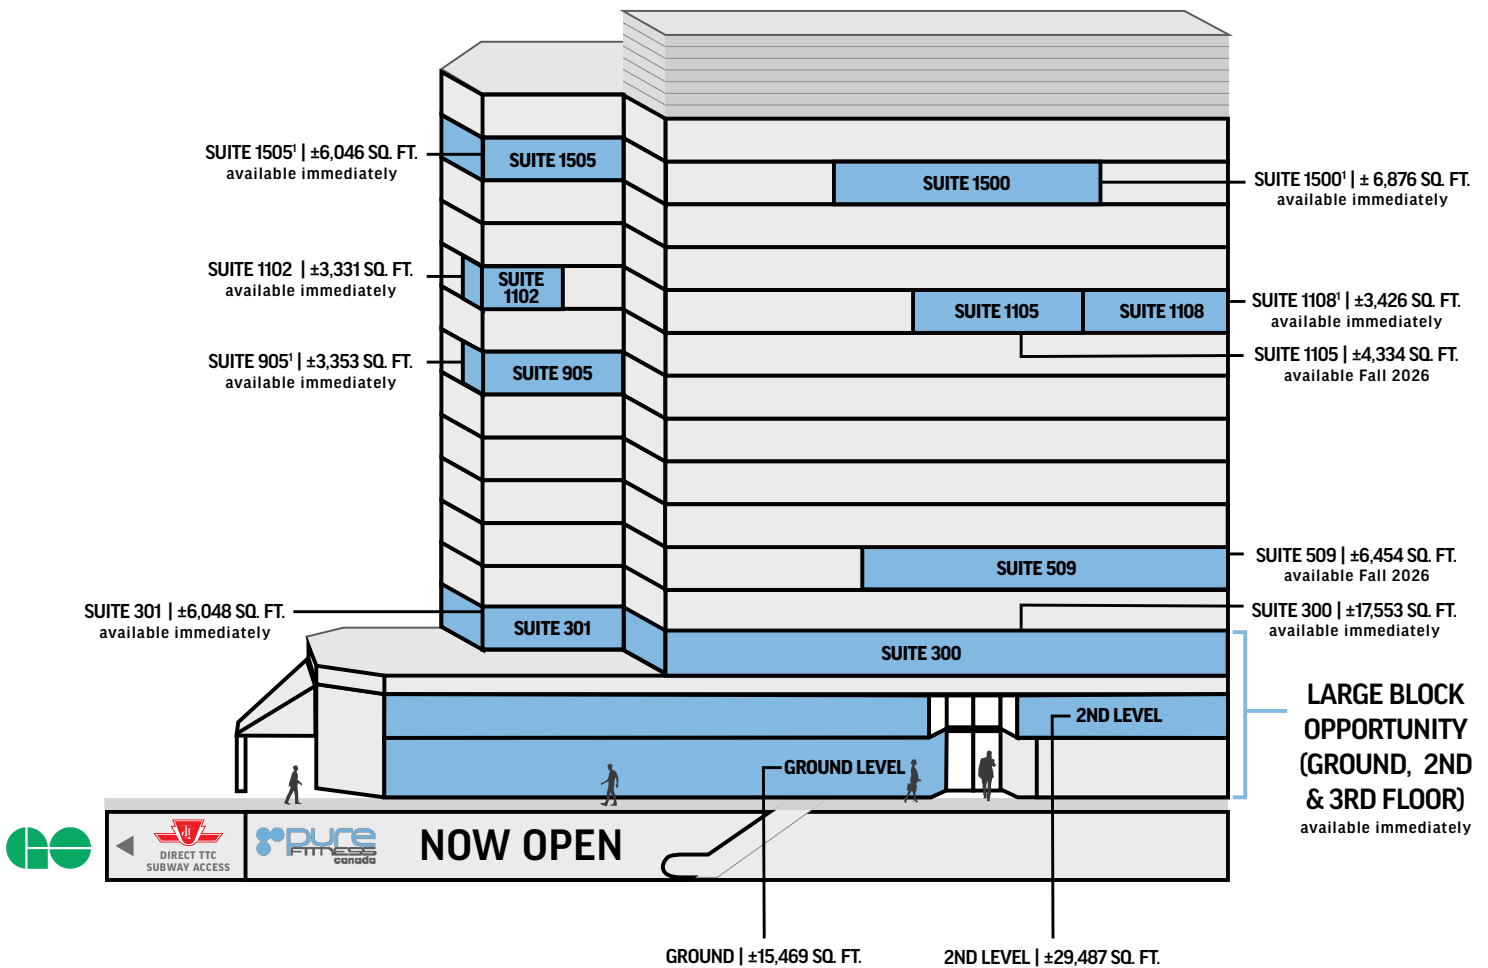 SUITE 1505¹ | ±6,046 SQ. FT.
available immediately
SUITE 1505
SUITE 1500
SUITE 1500¹ | ± 6,876 SQ. FT.
available immediately
SUITE 1102 | ±3,331 SQ. FT.
available immediately
SUITE
1102
SUITE 1105
SUITE 1108
SUITE 1108¹ | ±3,426 SQ. FT.
available immediately
SUITE 1105 | ±4,334 SQ. FT.
available Fall 2026
SUITE 905¹ | ±3,353 SQ. FT.
available immediately
SUITE 905
SUITE 509
SUITE 509 | ±6,454 SQ. FT.
available Fall 2026
SUITE 301 | ±6,048 SQ. FT.
available immediately
SUITE 301
SUITE 300
SUITE 300 | ±17,553 SQ. FT.
available immediately
2ND LEVEL
GROUND LEVEL
LARGE BLOCK
OPPORTUNITY
(GROUND, 2ND
& 3RD FLOOR)
available immediately
GO
DIRECT TTC
SUBWAY ACCESS
pure
FITNESS
canada
NOW OPEN
GROUND | ±15,469 SQ. FT.
2ND LEVEL | ±29,487 SQ. FT.